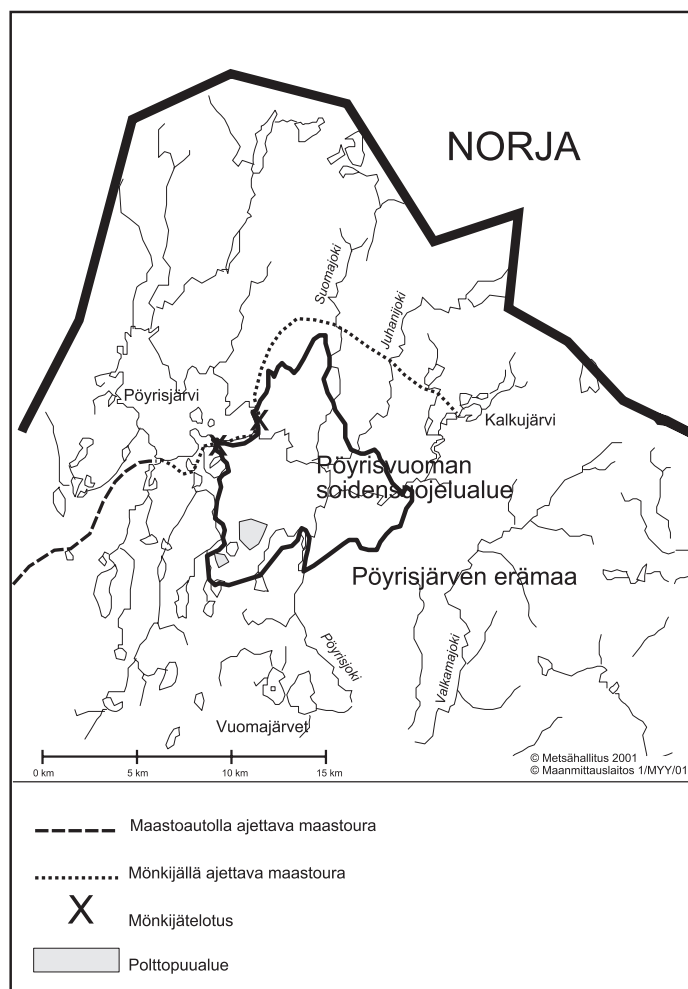 NORJA
Suomajoki
Juhanijoki
Pöyrisjärvi
Kalkujärvi
Pöyrisvuoman
soidensuojelualue
Pöyrisjärven erämaa
Pöyrisjoki
Valkamajoki
Vuomajärvet
X
X
0 km 5 km 10 km 15 km
© Metsähallitus 2001
© Maanmittauslaitos 1/MYY/01
Maastoautolla ajettava maastoura
Mönkijällä ajettava maastoura
X Mönkijätelotus
Polttopuualue